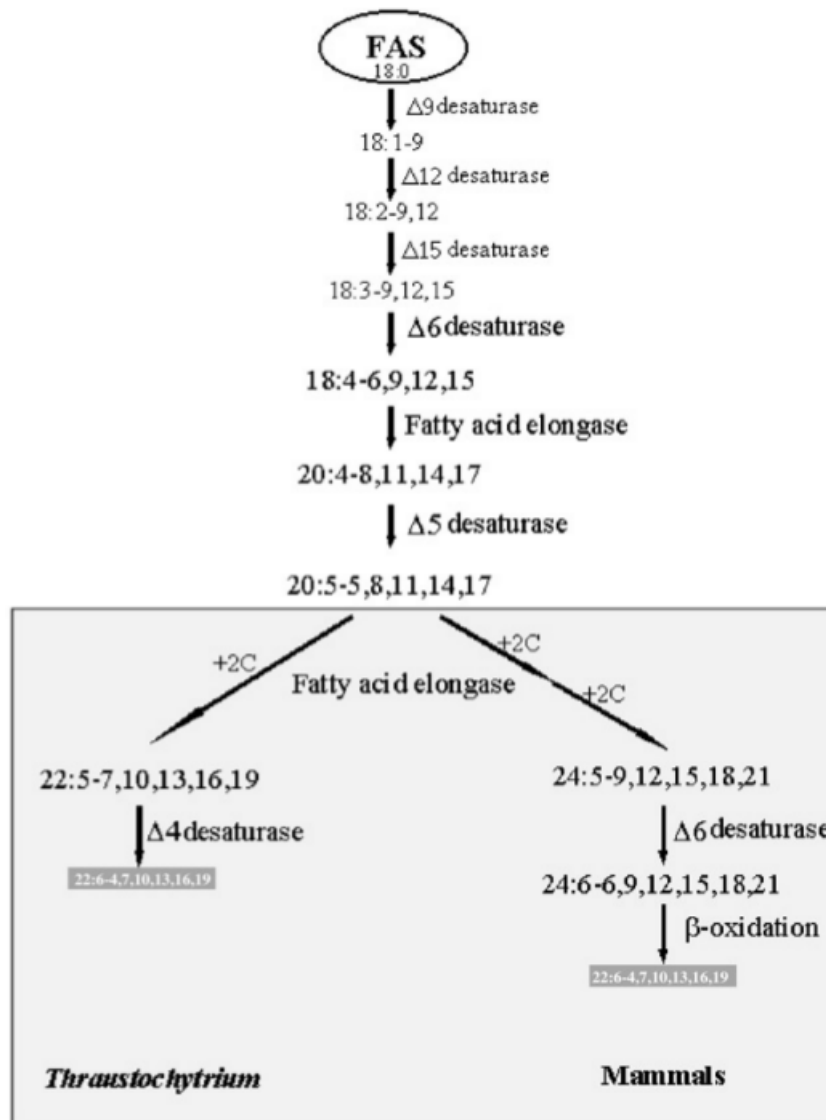 FAS
18:0
Δ9 desaturase
18:1-9
Δ12 desaturase
18:2-9,12
Δ15 desaturase
18:3-9,12,15
Δ6 desaturase
18:4-6,9,12,15
Fatty acid elongase
20:4-8,11,14,17
Δ5 desaturase
20:5-5,8,11,14,17
+2C
+2C
Fatty acid elongase
+2C
22:5-7,10,13,16,19
24:5-9,12,15,18,21
Δ4 desaturase
Δ6 desaturase
22:6-4,7,10,13,16,19
24:6-6,9,12,15,18,21
β-oxidation
22:6-4,7,10,13,16,19
Thraustochytrium
Mammals